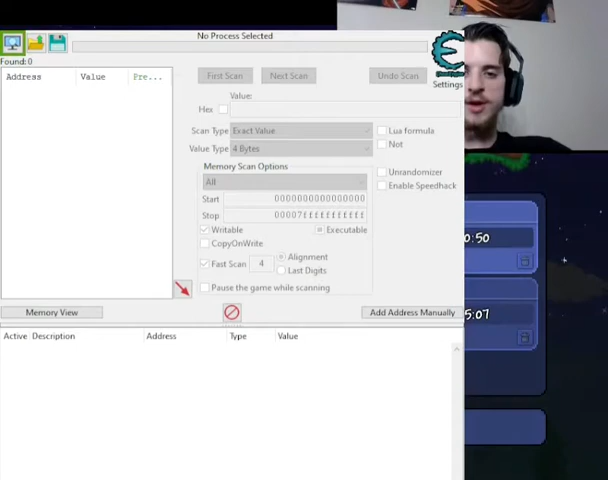 No Process Selected
Found: 0
Address Value Pre...
First Scan Next Scan Undo Scan
Settings
Value:
Hex
Scan Type Exact Value
Lua formula
Not
Value Type 4 Bytes
Memory Scan Options
All
Unrandomizer
Enable Speedhack
Start 0000000000000000
Stop 00007fffffffffff
Writable Executable
CopyOnWrite
Fast Scan 4 Alignment
Last Digits
Pause the game while scanning
Memory View
Add Address Manually
Active Description Address Type Value
0:50
5:07